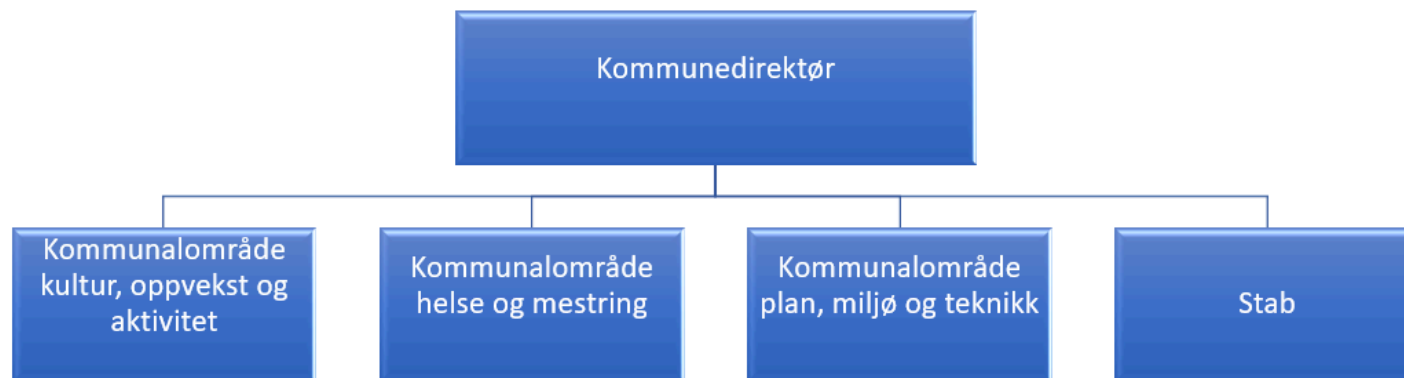 Kommunedirektør
Kommunalområde
kultur, oppvekst og
aktivitet
Kommunalområde
helse og mestring
Kommunalområde
plan, miljø og teknikk
Stab